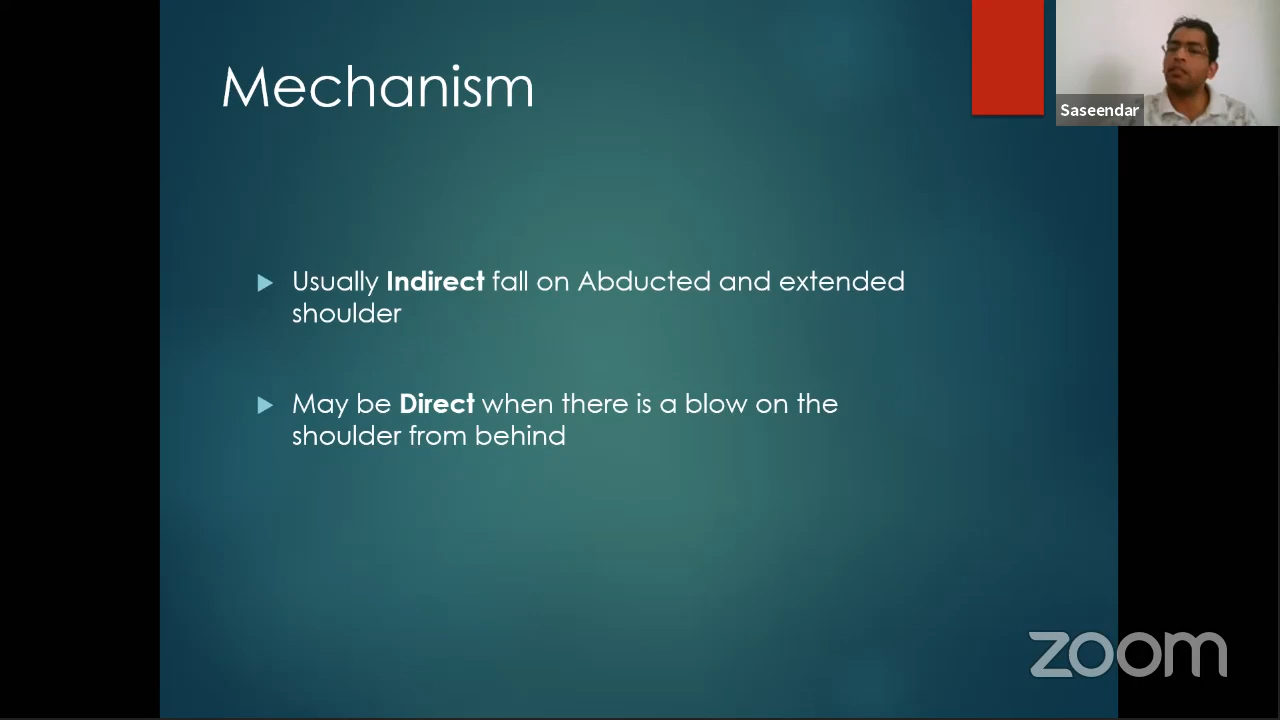 Mechanism
Saseendar
Usually Indirect fall on Abducted and extended
shoulder
May be Direct when there is a blow on the
shoulder from behind
zoom